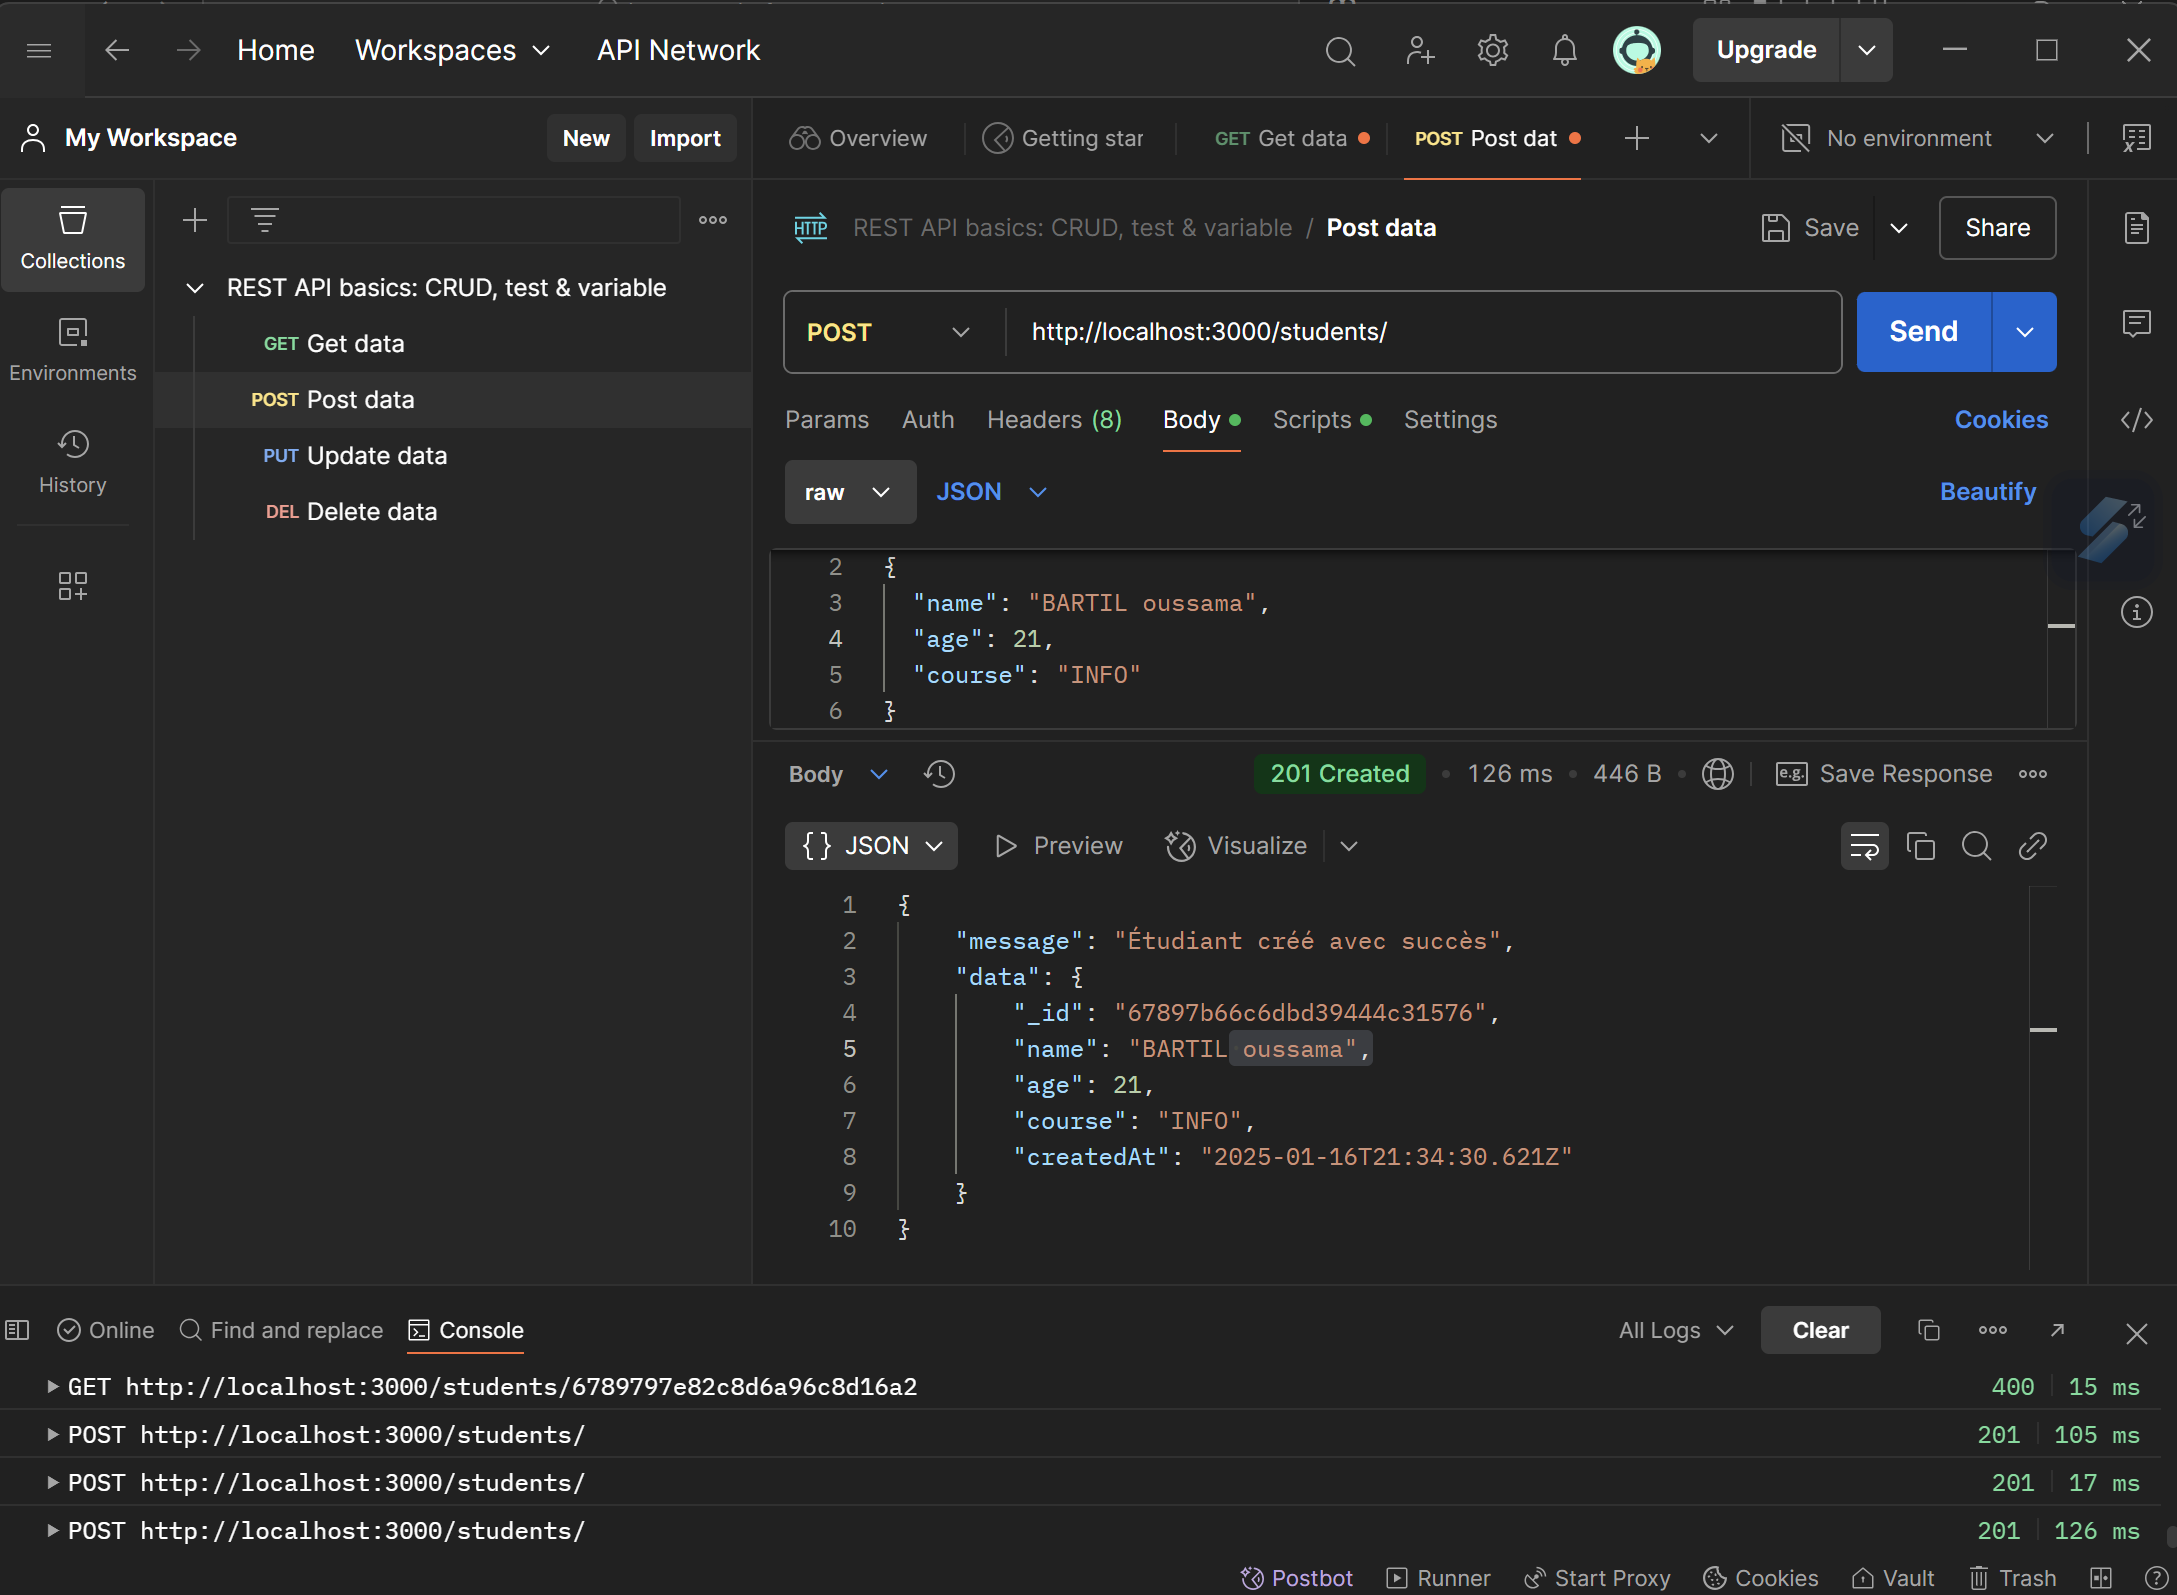 Home Workspaces API Network Upgrade
My Workspace New Import
Overview Getting star GET Get data POST Post dat No environment
Collections
Environments
History
REST API basics: CRUD, test & variable
GET Get data
POST Post data
PUT Update data
DEL Delete data
HTTP REST API basics: CRUD, test & variable / Post data Save Share
POST http://localhost:3000/students/ Send
Params Auth Headers (8) Body Scripts Settings Cookies
raw JSON Beautify
2 {
3 "name": "BARTIL oussama",
4 "age": 21,
5 "course": "INFO"
6 }
Body 201 Created • 126 ms • 446 B • e.g. Save Response
{} JSON Preview Visualize
1 {
2 "message": "Étudiant créé avec succès",
3 "data": {
4 "_id": "67897b66c6dbd39444c31576",
5 "name": "BARTIL oussama",
6 "age": 21,
7 "course": "INFO",
8 "createdAt": "2025-01-16T21:34:30.621Z"
9 }
10 }
Online Find and replace Console All Logs Clear
GET http://localhost:3000/students/6789797e82c8d6a96c8d16a2 400 15 ms
POST http://localhost:3000/students/ 201 105 ms
POST http://localhost:3000/students/ 201 17 ms
POST http://localhost:3000/students/ 201 126 ms
Postbot Runner Start Proxy Cookies Vault Trash